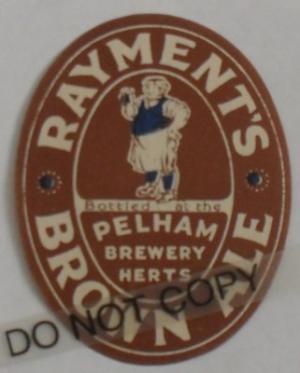 RAYMENT'S
Bottled at the
PELHAM
BREWERY
HERTS
BROWN ALE
DO NOT COPY